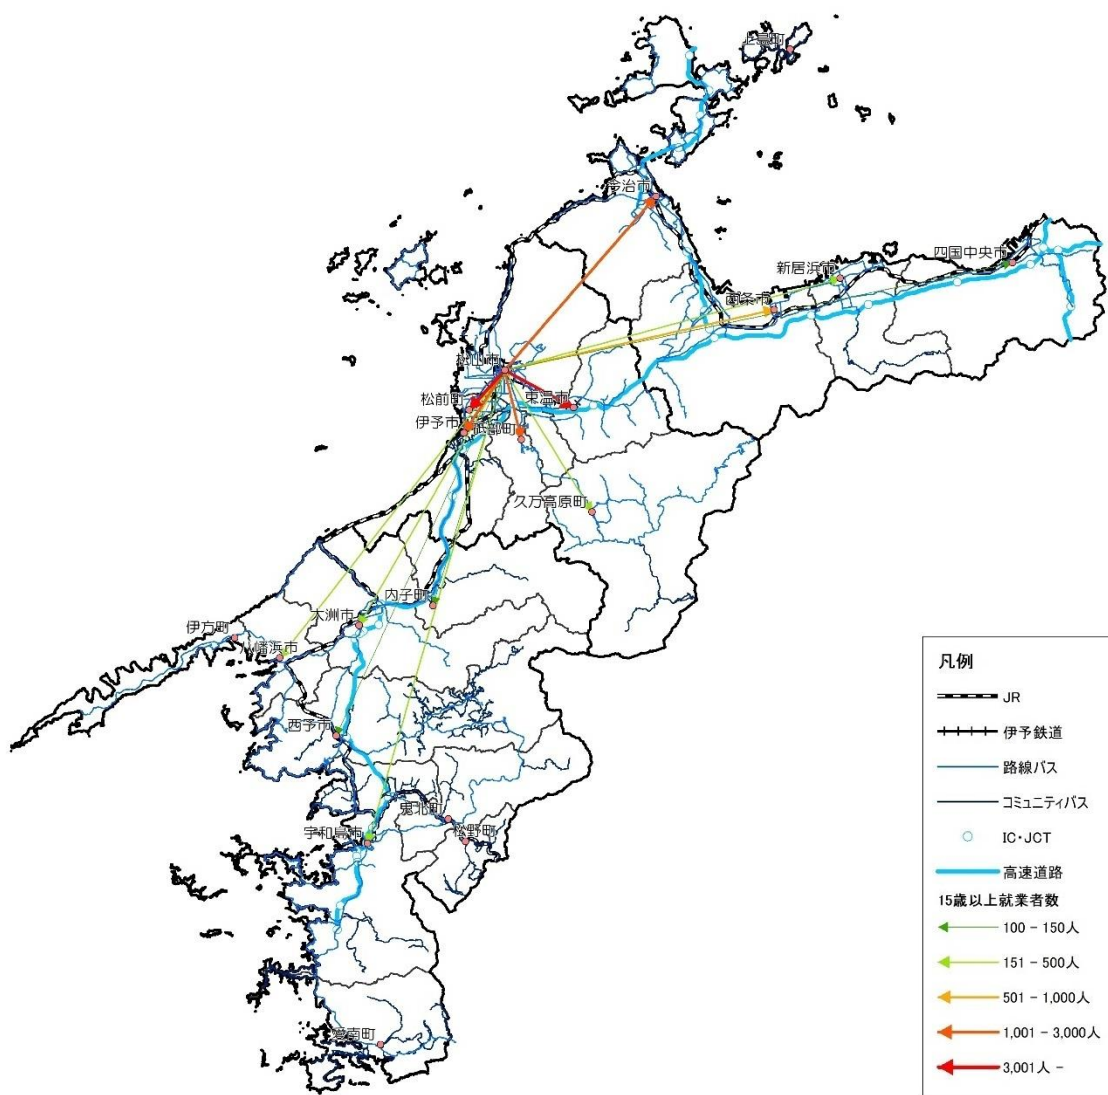 上島町
今治市
四国中央市
新居浜市
西条市
松山市
松前町
東温市
伊予市
砥部町
久万高原町
内子町
大洲市
伊方町
八幡浜市
西予市
鬼北町
宇和島市
松野町
愛南町
凡例
JR
伊予鉄道
路線バス
コミュニティバス
IC・JCT
高速道路
15歳以上就業者数
100 - 150人
151 - 500人
501 - 1,000人
1,001 - 3,000人
3,001人 -